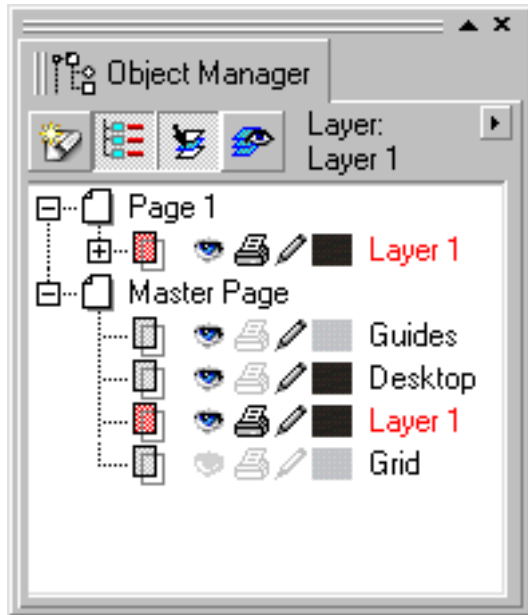 Object Manager
Layer:
Layer 1
Page 1
Layer 1
Master Page
Guides
Desktop
Layer 1
Grid